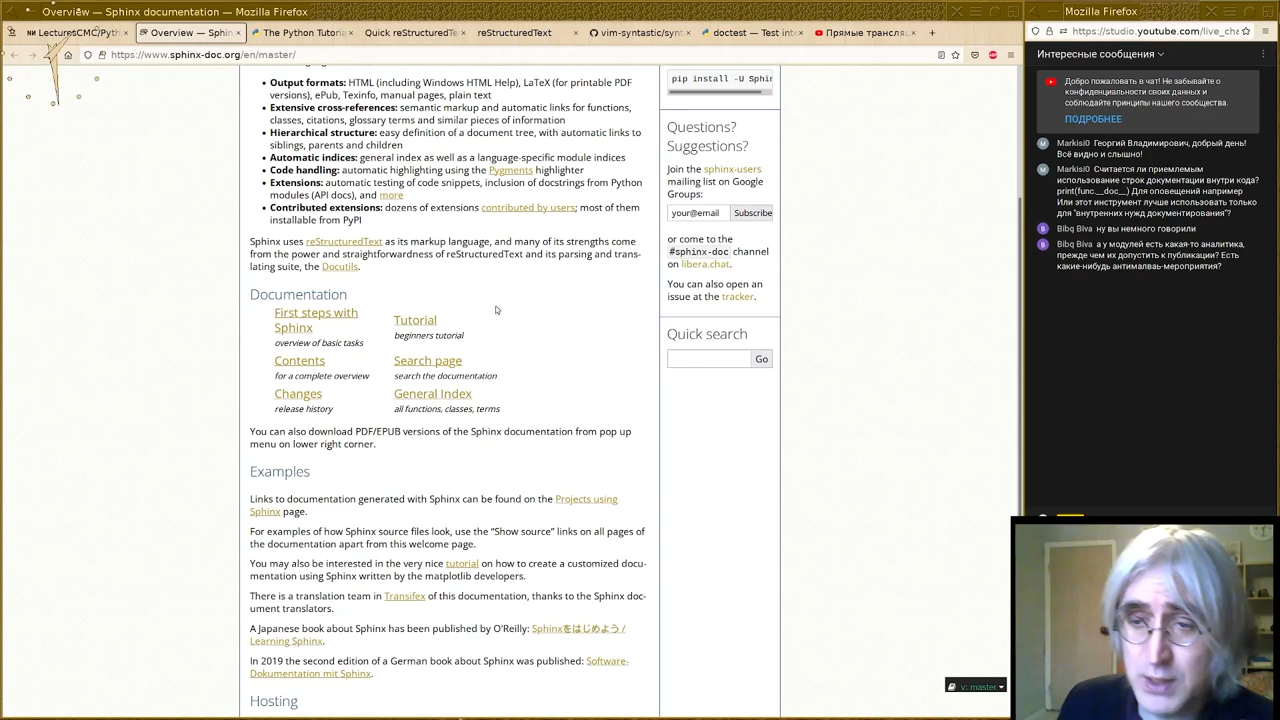 Overview — Sphinx documentation — Mozilla Firefox
LecturesCMC/Pyth
Overview — Sphin
The Python Tutoria
Quick reStructuredTe
reStructuredText
vim-syntastic/synt
doctest — Test inte
Прямые трансляц
https://www.sphinx-doc.org/en/master/
Output formats: HTML (including Windows HTML Help), LaTeX (for printable PDF
versions), ePub, Texinfo, manual pages, plain text
Extensive cross-references: semantic markup and automatic links for functions,
classes, citations, glossary terms and similar pieces of information
Hierarchical structure: easy definition of a document tree, with automatic links to
siblings, parents and children
Automatic indices: general index as well as a language-specific module indices
Code handling: automatic highlighting using the Pygments highlighter
Extensions: automatic testing of code snippets, inclusion of docstrings from Python
modules (API docs), and more
Contributed extensions: dozens of extensions contributed by users; most of them
installable from PyPI
Sphinx uses reStructuredText as its markup language, and many of its strengths come
from the power and straightforwardness of reStructuredText and its parsing and trans-
lating suite, the Docutils.
Documentation
First steps with
Sphinx
overview of basic tasks
Tutorial
beginners tutorial
Contents
for a complete overview
Search page
search the documentation
Changes
release history
General Index
all functions, classes, terms
You can also download PDF/EPUB versions of the Sphinx documentation from pop up
menu on lower right corner.
Examples
Links to documentation generated with Sphinx can be found on the Projects using
Sphinx page.
For examples of how Sphinx source files look, use the “Show source” links on all pages of
the documentation apart from this welcome page.
You may also be interested in the very nice tutorial on how to create a customized docu-
mentation using Sphinx written by the matplotlib developers.
There is a translation team in Transifex of this documentation, thanks to the Sphinx doc-
ument translators.
A Japanese book about Sphinx has been published by O'Reilly: Sphinxをはじめよう /
Learning Sphinx.
In 2019 the second edition of a German book about Sphinx was published: Software-
Dokumentation mit Sphinx.
Hosting
pip install -U Sphin
Questions?
Suggestions?
Join the sphinx-users
mailing list on Google
Groups:
your@email
Subscribe
or come to the
#sphinx-doc channel
on libera.chat.
You can also open an
issue at the tracker.
Quick search
Go
v: master
Mozilla Firefox
https://studio.youtube.com/live_cha
Интересные сообщения
Добро пожаловать в чат! Не забывайте о
конфиденциальности своих данных и
соблюдайте принципы нашего сообщества.
ПОДРОБНЕЕ
M Markisi0 Георгий Владимирович, добрый день!
Всё видно и слышно!
M Markisi0 Считается ли приемлемым
использование строк документации внутри кода?
print(func.__doc__) Для оповещений например
Или этот инструмент лучше использовать только
для "внутренних нужд документирования"?
B Bibq Biva ну вы немного говорили
B Bibq Biva а у модулей есть какая-то аналитика,
прежде чем их допустить к публикации? Есть
какие-нибудь антималваь-мероприятия?